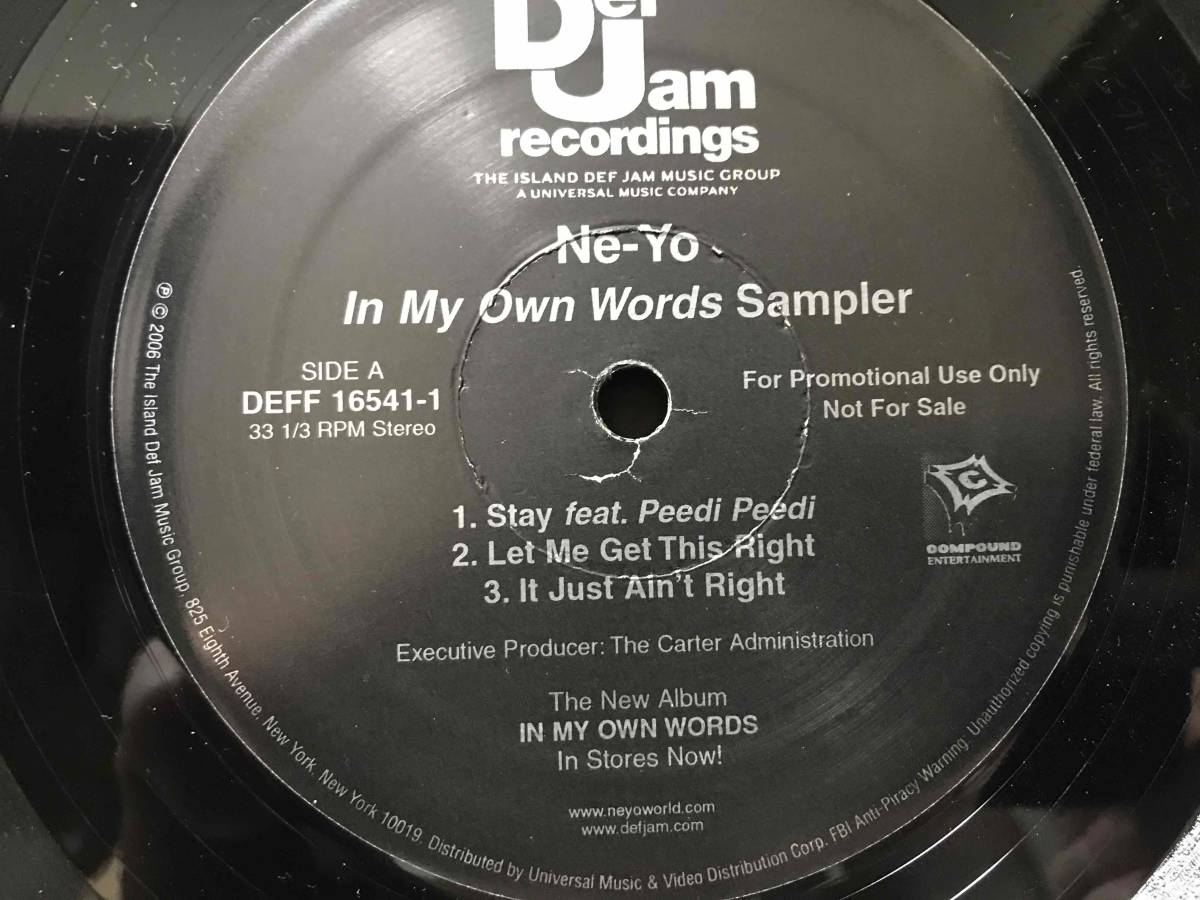 Def
Jam
recordings
THE ISLAND DEF JAM MUSIC GROUP
A UNIVERSAL MUSIC COMPANY
Ne-Yo
In My Own Words Sampler
SIDE A
DEFF 16541-1
33 1/3 RPM Stereo
For Promotional Use Only
Not For Sale
C
COMPOUND
ENTERTAINMENT
1. Stay feat. Peedi Peedi
2. Let Me Get This Right
3. It Just Ain't Right
Executive Producer: The Carter Administration
The New Album
IN MY OWN WORDS
In Stores Now!
www.neyoworld.com
www.defjam.com
℗ © 2006 The Island Def Jam Music Group, 825 Eighth Avenue, New York, New York 10019. Distributed by Universal Music & Video Distribution Corp. FBI Anti-Piracy Warning: Unauthorized copying is punishable under federal law. All rights reserved.